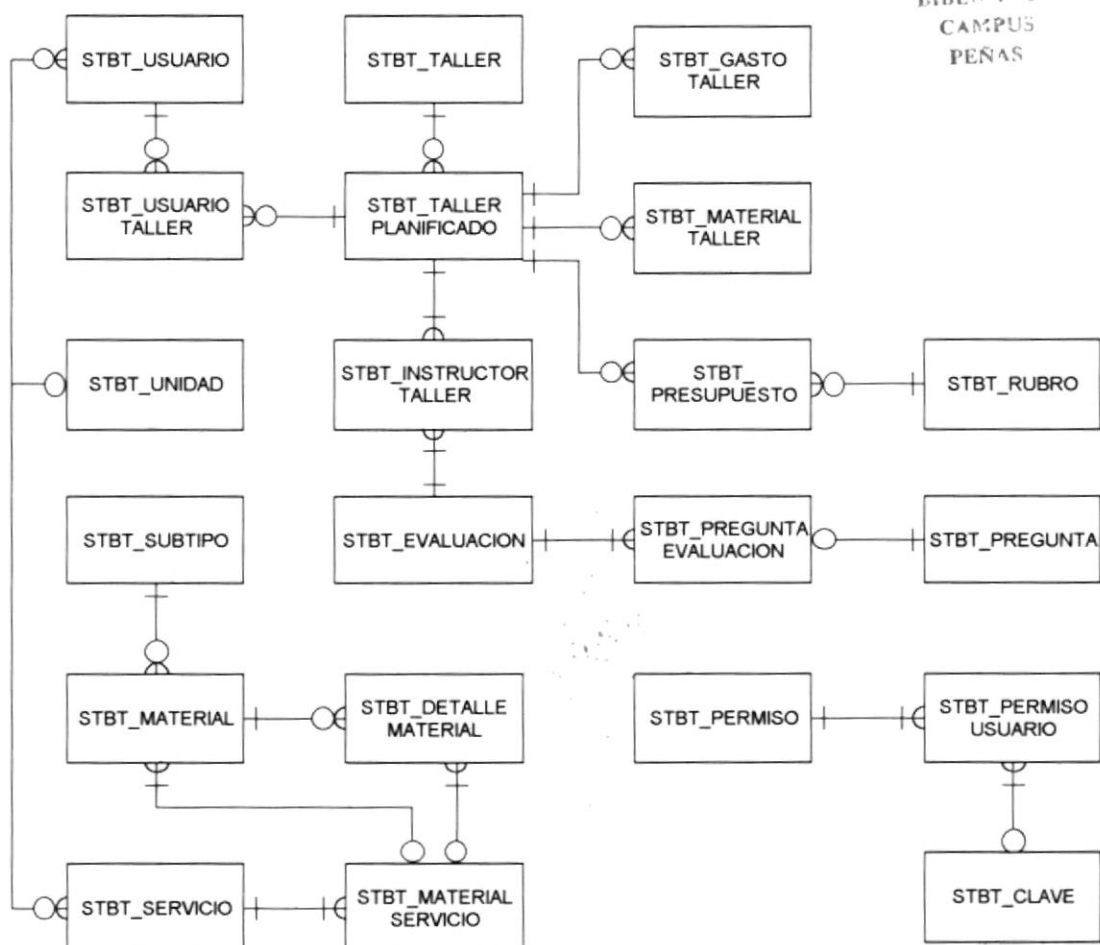 CAMPUS
PEÑAS
STBT_USUARIO
STBT_TALLER
STBT_GASTO
TALLER
STBT_USUARIO
TALLER
STBT_TALLER
PLANIFICADO
STBT_MATERIAL
TALLER
STBT_UNIDAD
STBT_INSTRUCTOR
TALLER
STBT_
PRESUPUESTO
STBT_RUBRO
STBT_SUBTIPO
STBT_EVALUACION
STBT_PREGUNTA
EVALUACION
STBT_PREGUNTA
STBT_MATERIAL
STBT_DETALLE
MATERIAL
STBT_PERMISO
STBT_PERMISO
USUARIO
STBT_SERVICIO
STBT_MATERIAL
SERVICIO
STBT_CLAVE